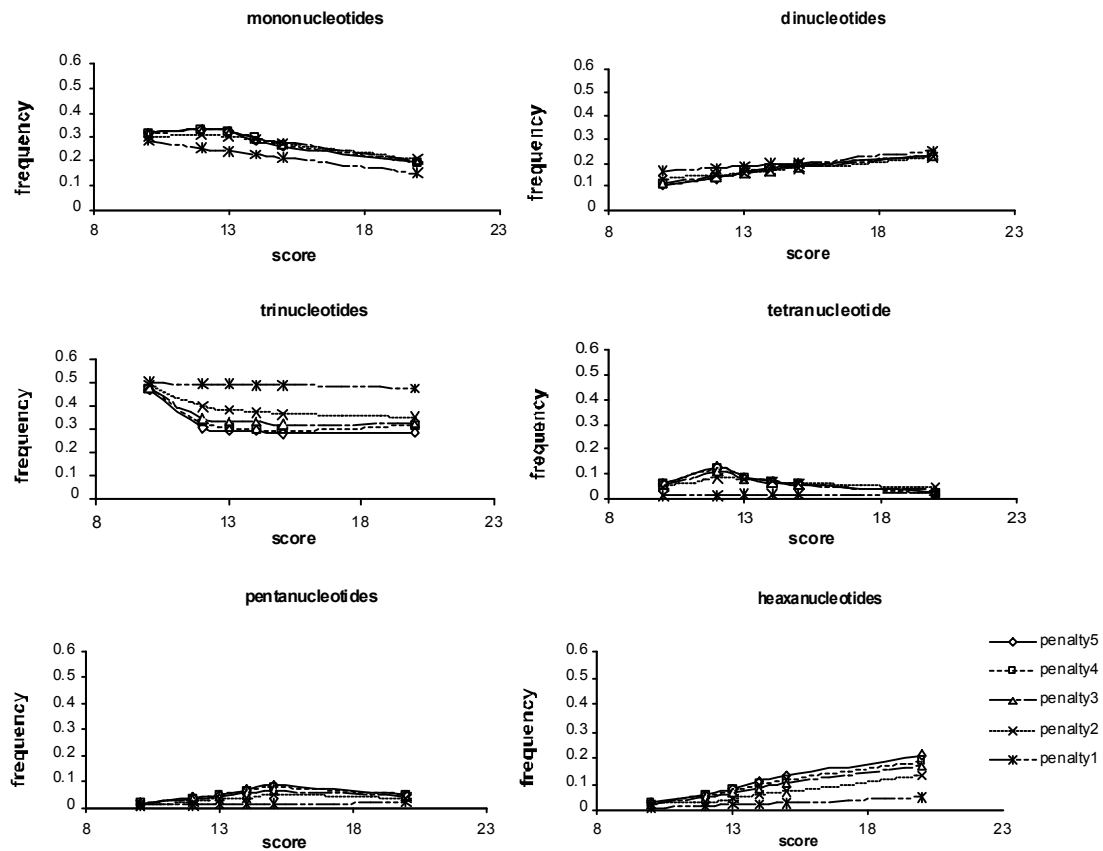 mononucleotides
0.6
0.5
0.4
0.3
0.2
0.1
0
frequency
8 13 18 23
score
dinucleotides
0.6
0.5
0.4
0.3
0.2
0.1
0
frequency
8 13 18 23
score
trinucleotides
0.6
0.5
0.4
0.3
0.2
0.1
0
frequency
8 13 18 23
score
tetranucleotide
0.6
0.5
0.4
0.3
0.2
0.1
0
frequency
8 13 18 23
score
pentanucleotides
0.6
0.5
0.4
0.3
0.2
0.1
0
frequency
8 13 18 23
score
heaxanucleotides
0.6
0.5
0.4
0.3
0.2
0.1
0
frequency
8 13 18 23
score
penalty5
penalty4
penalty3
penalty2
penalty1